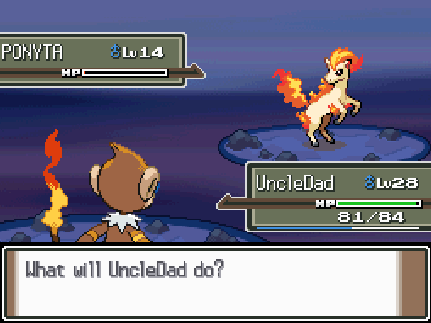 PONYTA ♂Lv14
HP
UncleDad ♂Lv28
HP
81/84
What will UncleDad do?